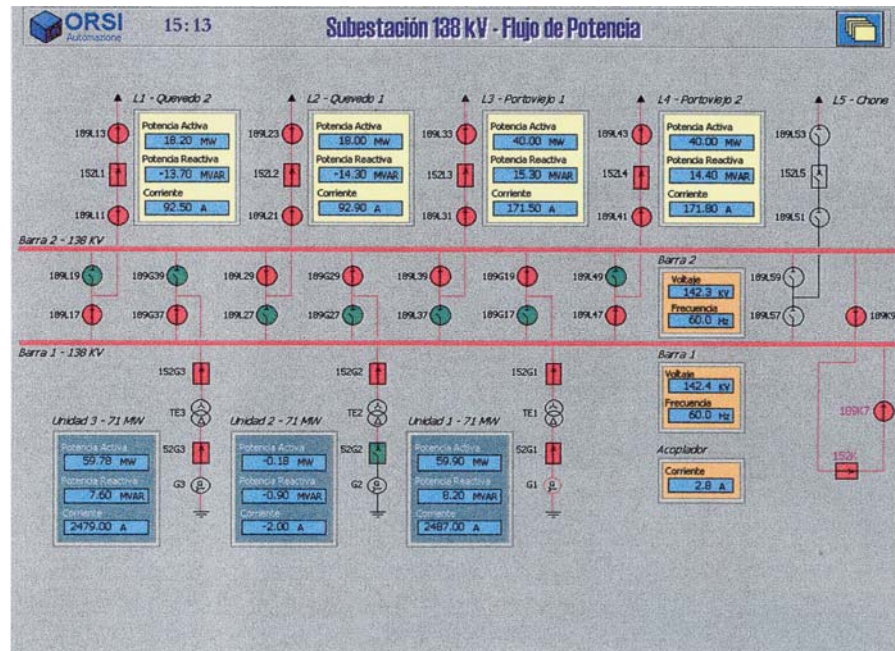 ORSI
Automazione
15:13
Subestación 138 kV - Flujo de Potencia
L1 - Quevedo 2
L2 - Quevedo 1
L3 - Portoviejo 1
L4 - Portoviejo 2
L5 - Chone
189L13
Potencia Activa
18.20 MW
Potencia Reactiva
-13.70 MVAR
Corriente
92.50 A
152L1
189L11
189L23
Potencia Activa
18.00 MW
Potencia Reactiva
-14.30 MVAR
Corriente
92.90 A
152L2
189L21
189L33
Potencia Activa
40.00 MW
Potencia Reactiva
15.30 MVAR
Corriente
171.50 A
152L3
189L31
189L43
Potencia Activa
40.00 MW
Potencia Reactiva
14.40 MVAR
Corriente
171.80 A
152L4
189L41
189L53
152L5
189L51
Barra 2 - 138 KV
189L19
189G39
189L29
189G29
189L39
189G19
189L49
189L59
189L17
189G37
189L27
189G27
189L37
189G17
189L47
189L57
189K9
Barra 2
Voltaje
142.3 KV
Frecuencia
60.0 Hz
Barra 1 - 138 KV
Barra 1
Voltaje
142.4 KV
Frecuencia
60.0 Hz
152G3
152G2
152G1
TE3
TE2
TE1
189K7
152K
Unidad 3 - 71 MW
Potencia Activa
59.78 MW
Potencia Reactiva
7.60 MVAR
Corriente
2479.00 A
52G3
G3
Unidad 2 - 71 MW
Potencia Activa
-0.18 MW
Potencia Reactiva
-0.90 MVAR
Corriente
-2.00 A
52G2
G2
Unidad 1 - 71 MW
Potencia Activa
59.90 MW
Potencia Reactiva
8.20 MVAR
Corriente
2487.00 A
52G1
G1
Acoplador
Corriente
2.8 A